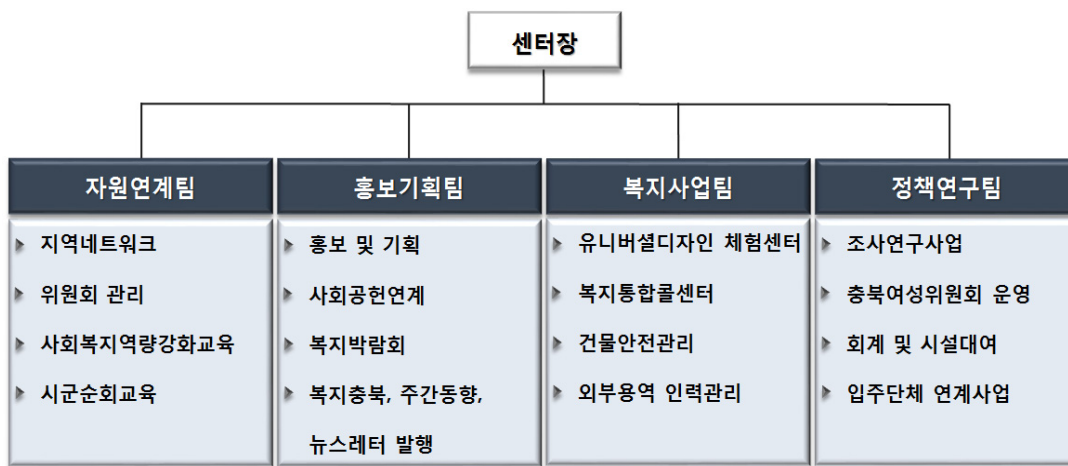 센터장
자원연계팀
지역네트워크
위원회 관리
사회복지역량강화교육
시군순회교육
홍보기획팀
홍보 및 기획
사회공헌연계
복지박람회
복지충북, 주간동향,
뉴스레터 발행
복지사업팀
유니버셜디자인 체험센터
복지통합콜센터
건물안전관리
외부용역 인력관리
정책연구팀
조사연구사업
충북여성위원회 운영
회계 및 시설대여
입주단체 연계사업